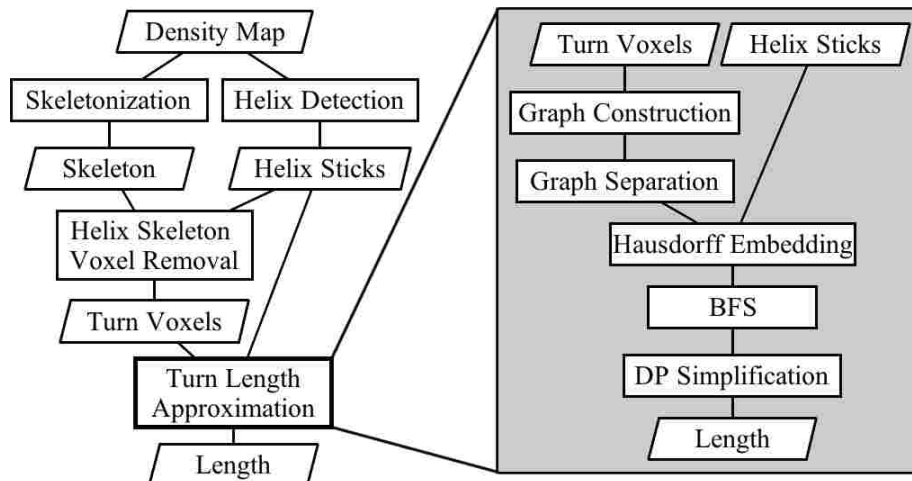 Density Map
Skeletonization
Helix Detection
Skeleton
Helix Sticks
Helix Skeleton
Voxel Removal
Turn Voxels
Turn Length
Approximation
Length
Turn Voxels
Helix Sticks
Graph Construction
Graph Separation
Hausdorff Embedding
BFS
DP Simplification
Length